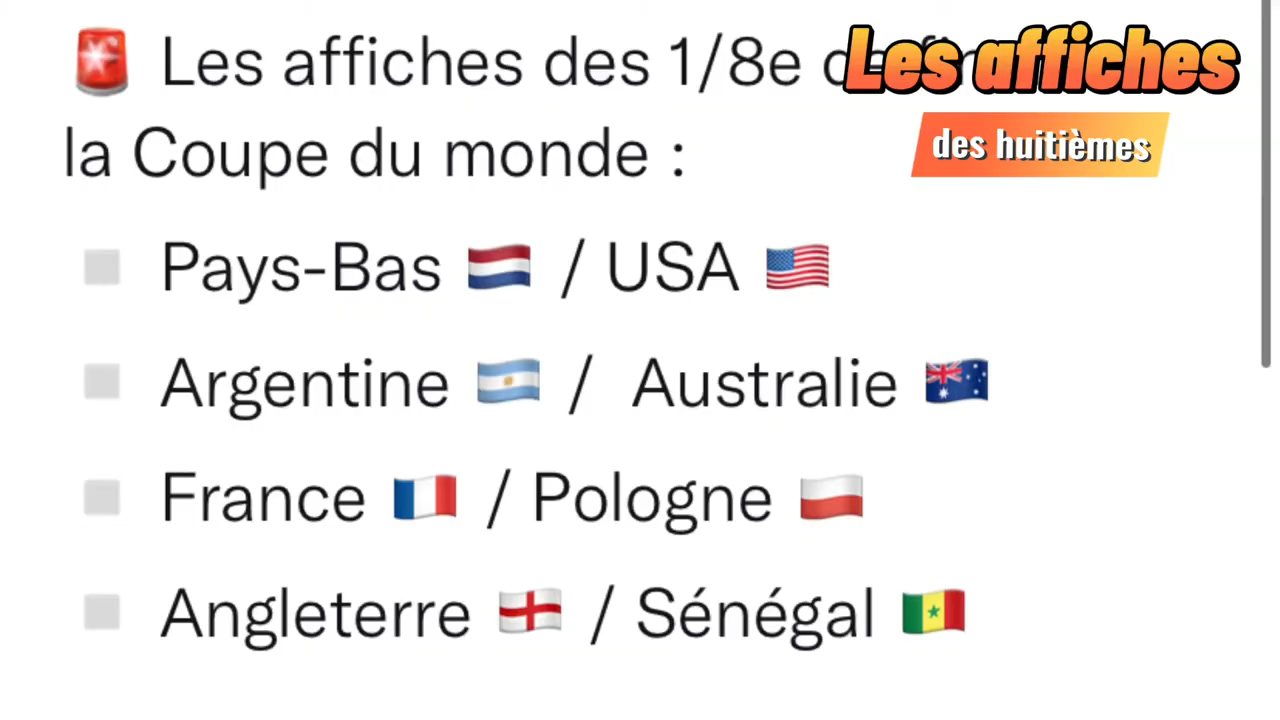 🚨 Les affiches des 1/8e
la Coupe du monde :
Pays-Bas 🇳🇱 / USA 🇺🇸
Argentine 🇦🇷 / Australie 🇦🇺
France 🇫🇷 / Pologne 🇵🇱
Angleterre 🏴󠁧󠁢󠁥󠁮󠁧󠁿 / Sénégal 🇸🇳
Les affiches
des huitièmes